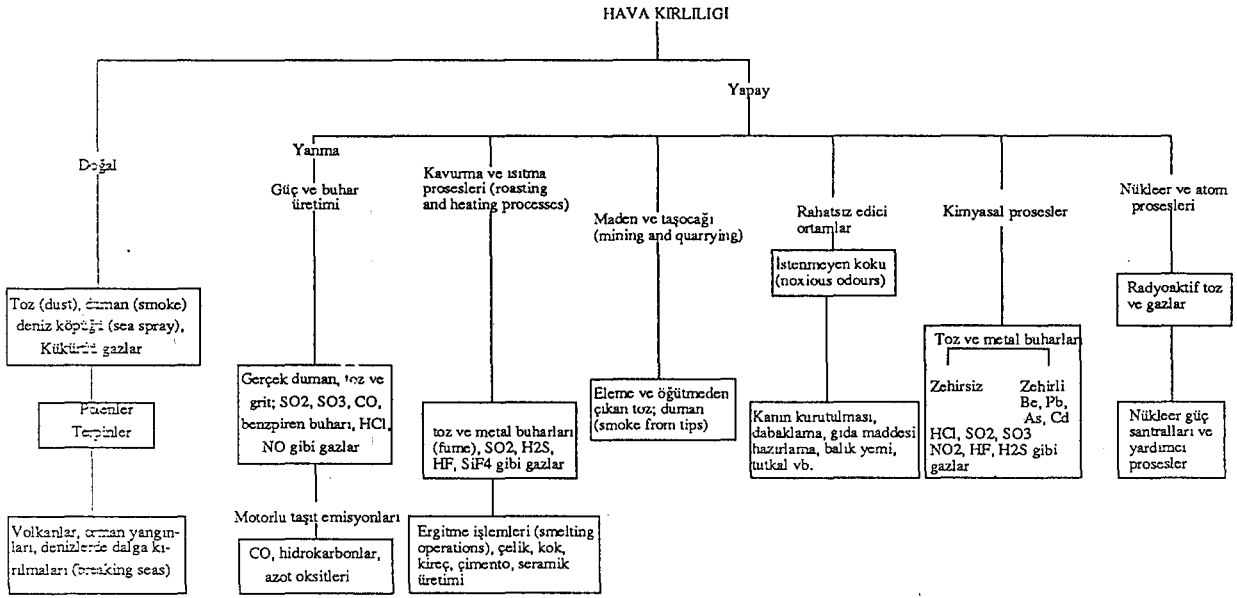 HAVA KIRLILIGI
Yapay
Doğal
Toz (dust), duman (smoke)
deniz köpüğü (sea spray),
Kükürtlü gazlar
Polenler
Terpinler
Volkanlar, orman yangın-
ları, denizlerde dalga kı-
rılmaları (breaking seas)
Yanma
Güç ve buhar
üretimi
Gerçek duman, toz ve
grit; SO2, SO3, CO,
benzpiren buharı, HCl,
NO gibi gazlar
Motorlu taşıt emisyonları
CO, hidrokarbonlar,
azot oksitleri
Kavurma ve ısıtma
prosesleri (roasting
and heating processes)
toz ve metal buharları
(fume), SO2, H2S,
HF, SiF4 gibi gazlar
Ergitme işlemleri (smelting
operations), çelik, kok,
kireç, çimento, seramik
üretimi
Maden ve taşocağı
(mining and quarrying)
Eleme ve öğütmeden
çıkan toz; duman
(smoke from tips)
Rahatsız edici
ortamlar
İstenmeyen koku
(noxious odours)
Kanın kurutulması,
dabaklama, gıda maddesi
hazırlama, balık yemi,
tutkal vb.
Kimyasal prosesler
Toz ve metal buharları
Zehirsiz
Zehirli
Be, Pb,
As, Cd
HCl, SO2, SO3
NO2, HF, H2S gibi
gazlar
Nükleer ve atom
prosesleri
Radyoaktif toz
ve gazlar
Nükleer güç
santralları ve
yardımcı
prosesler